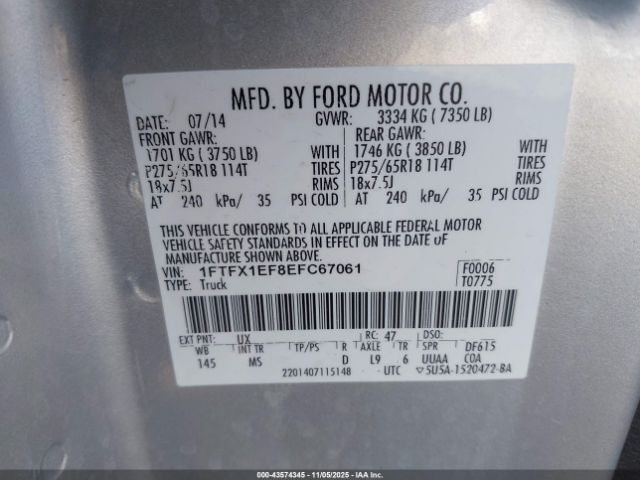 MFD. BY FORD MOTOR CO.
DATE: 07/14 GVWR: 3334 KG ( 7350 LB)
FRONT GAWR: REAR GAWR:
1701 KG ( 3750 LB) WITH 1746 KG ( 3850 LB) WITH
P275/65R18 114T TIRES P275/65R18 114T TIRES
18x7.5J RIMS 18x7.5J RIMS
AT 240 kPa/ 35 PSI COLD AT 240 kPa/ 35 PSI COLD
THIS VEHICLE CONFORMS TO ALL APPLICABLE FEDERAL MOTOR
VEHICLE SAFETY STANDARDS IN EFFECT ON THE DATE OF
MANUFACTURE SHOWN ABOVE.
VIN: 1FTFX1EF8EFC67061 F0006
TYPE: Truck T0775
EXT PNT: UX RC: 47 DSO:
WB INT TR TP/PS R AXLE TR SPR DF615
145 MS D L9 6 UUAA COA
2201407115148 UTC ▽5U5A-1520472-BA
000-43574345 - 11/05/2025 - IAAI